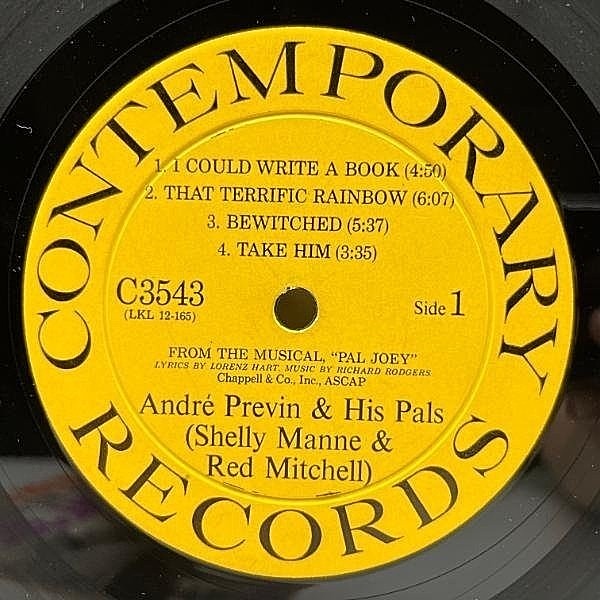 CONTEMPORARY
1. I COULD WRITE A BOOK (4:50)
2. THAT TERRIFIC RAINBOW (6:07)
3. BEWITCHED (5:37)
4. TAKE HIM (3:35)
C3543
(LKL 12-165)
Side 1
FROM THE MUSICAL, "PAL JOEY"
LYRICS BY LORENZ HART. MUSIC BY RICHARD RODGERS.
Chappell & Co., Inc., ASCAP
André Previn & His Pals
(Shelly Manne &
Red Mitchell)
RECORDS